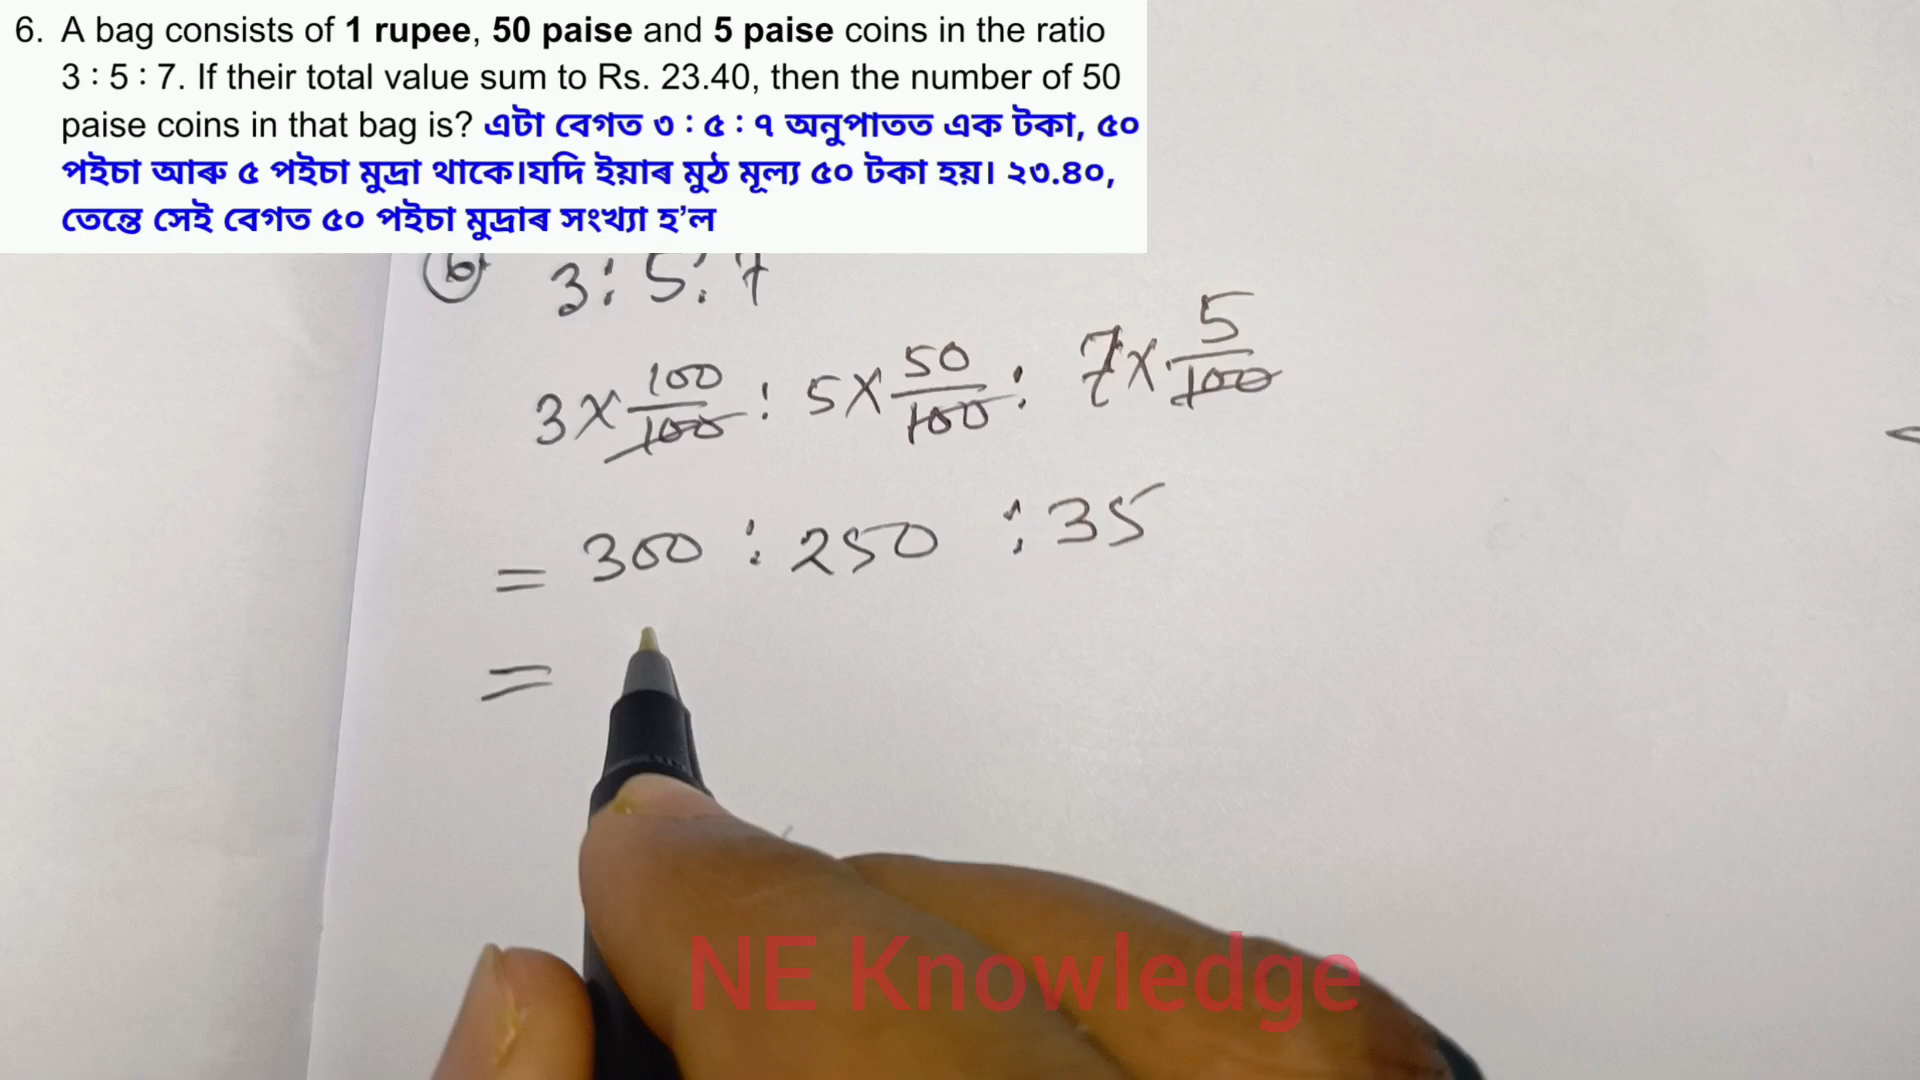 6. A bag consists of 1 rupee, 50 paise and 5 paise coins in the ratio
3 : 5 : 7. If their total value sum to Rs. 23.40, then the number of 50
paise coins in that bag is? এটা বেগত ৩ : ৫ : ৭ অনুপাতত এক টকা, ৫০
পইচা আৰু ৫ পইচা মুদ্ৰা থাকে।যদি ইয়াৰ মুঠ মূল্য ৫০ টকা হয়। ২৩.৪০,
তেন্তে সেই বেগত ৫০ পইচা মুদ্ৰাৰ সংখ্যা হ’ল
6 3 : 5 : 7
3 × 100/100 : 5 × 50/100 : 7 × 5/100
= 300 : 250 : 35
=
NE Knowledge